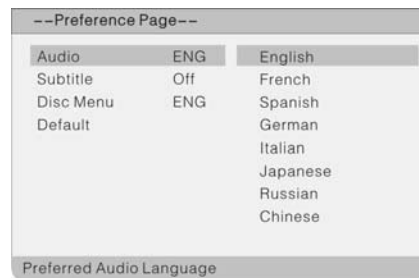 --Preference Page--
Audio ENG English
Subtitle Off French
Disc Menu ENG Spanish
Default German
Italian
Japanese
Russian
Chinese
Preferred Audio Language